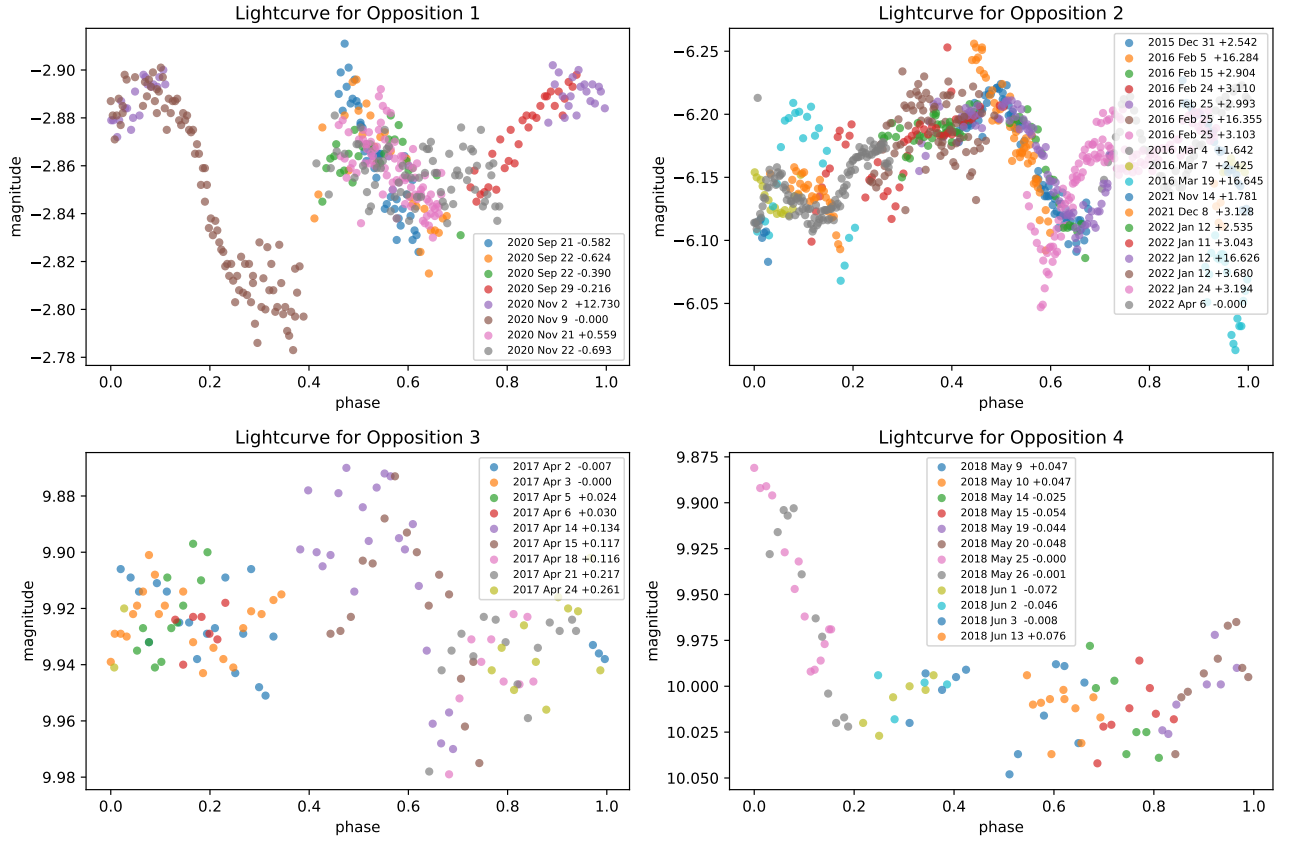 Lightcurve for Opposition 1
−2.90
−2.88
−2.86
−2.84
−2.82
−2.80
−2.78
magnitude
2020 Sep 21 -0.582
2020 Sep 22 -0.624
2020 Sep 22 -0.390
2020 Sep 29 -0.216
2020 Nov 2 +12.730
2020 Nov 9 -0.000
2020 Nov 21 +0.559
2020 Nov 22 -0.693
0.0 0.2 0.4 0.6 0.8 1.0
phase
Lightcurve for Opposition 2
−6.25
−6.20
−6.15
−6.10
−6.05
magnitude
2015 Dec 31 +2.542
2016 Feb 5 +16.284
2016 Feb 15 +2.904
2016 Feb 24 +3.110
2016 Feb 25 +2.993
2016 Feb 25 +16.355
2016 Feb 25 +3.103
2016 Mar 4 +1.642
2016 Mar 7 +2.425
2016 Mar 19 +16.645
2021 Nov 14 +1.781
2021 Dec 8 +3.128
2022 Jan 12 +2.535
2022 Jan 11 +3.043
2022 Jan 12 +16.626
2022 Jan 12 +3.680
2022 Jan 24 +3.194
2022 Apr 6 -0.000
0.0 0.2 0.4 0.6 0.8 1.0
phase
Lightcurve for Opposition 3
9.88
9.90
9.92
9.94
9.96
9.98
magnitude
2017 Apr 2 -0.007
2017 Apr 3 -0.000
2017 Apr 5 +0.024
2017 Apr 6 +0.030
2017 Apr 14 +0.134
2017 Apr 15 +0.117
2017 Apr 18 +0.116
2017 Apr 21 +0.217
2017 Apr 24 +0.261
0.0 0.2 0.4 0.6 0.8 1.0
phase
Lightcurve for Opposition 4
9.875
9.900
9.925
9.950
9.975
10.000
10.025
10.050
magnitude
2018 May 9 +0.047
2018 May 10 +0.047
2018 May 14 -0.025
2018 May 15 -0.054
2018 May 19 -0.044
2018 May 20 -0.048
2018 May 25 -0.000
2018 May 26 -0.001
2018 Jun 1 -0.072
2018 Jun 2 -0.046
2018 Jun 3 -0.008
2018 Jun 13 +0.076
0.0 0.2 0.4 0.6 0.8 1.0
phase